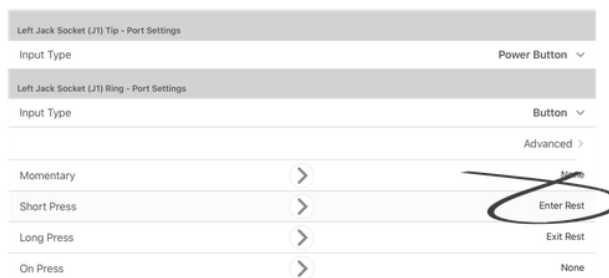 Left Jack Socket (J1) Tip - Port Settings
Input Type Power Button
Left Jack Socket (J1) Ring - Port Settings
Input Type Button
Advanced
Momentary None
Short Press Enter Rest
Long Press Exit Rest
On Press None